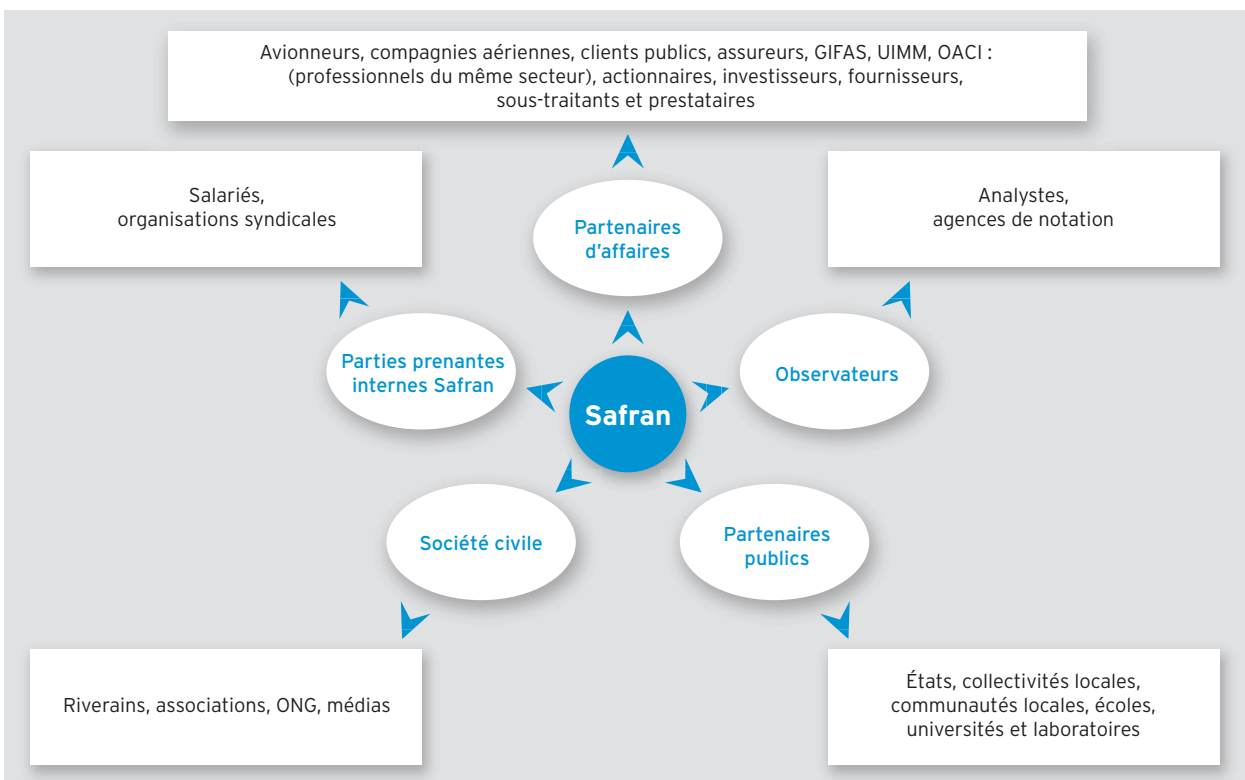 Avionneurs, compagnies aériennes, clients publics, assureurs, GIFAS, UIMM, OACI :
(professionnels du même secteur), actionnaires, investisseurs, fournisseurs,
sous-traitants et prestataires
Salariés,
organisations syndicales
Partenaires
d'affaires
Analystes,
agences de notation
Parties prenantes
internes Safran
Observateurs
Safran
Société civile
Partenaires
publics
Riverains, associations, ONG, médias
États, collectivités locales,
communautés locales, écoles,
universités et laboratoires